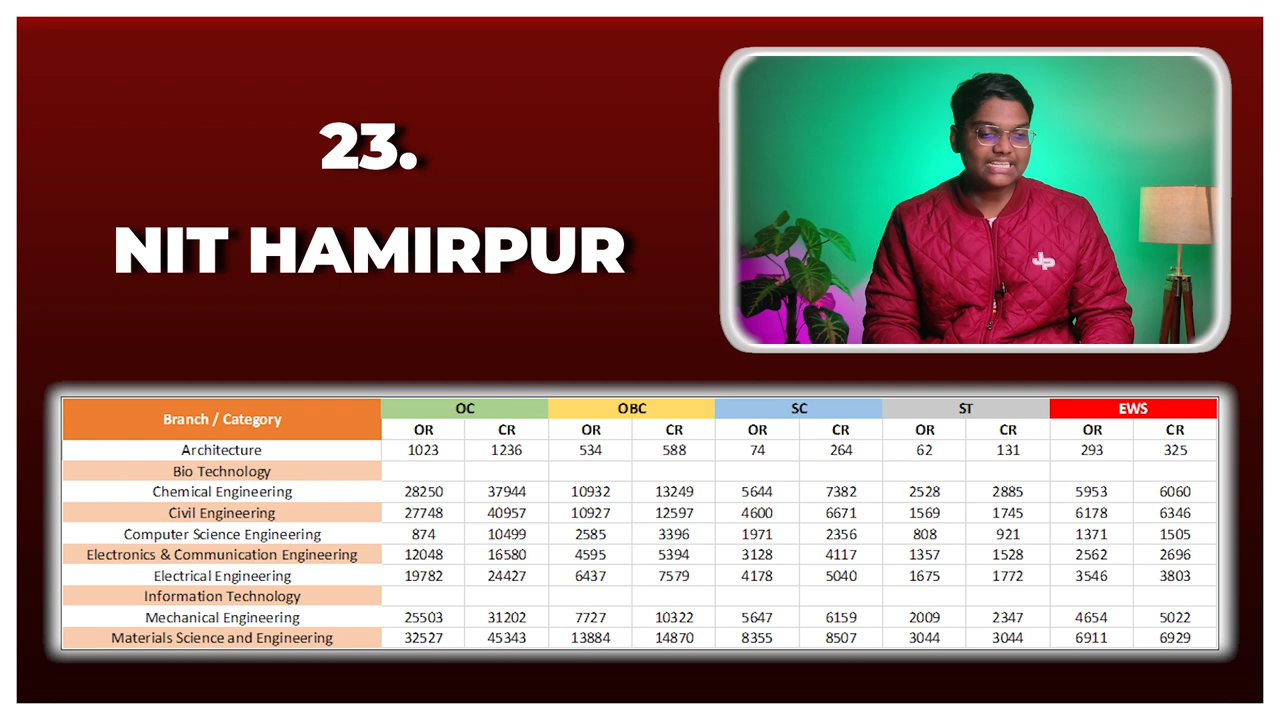 23.
NIT HAMIRPUR
JP
Branch / Category OC OBC SC ST EWS
OR CR OR CR OR CR OR CR OR CR
Architecture 1023 1236 534 588 74 264 62 131 293 325
Bio Technology
Chemical Engineering 28250 37944 10932 13249 5644 7382 2528 2885 5953 6060
Civil Engineering 27748 40957 10927 12597 4600 6671 1569 1745 6178 6346
Computer Science Engineering 874 10499 2585 3396 1971 2356 808 921 1371 1505
Electronics & Communication Engineering 12048 16580 4595 5394 3128 4117 1357 1528 2562 2696
Electrical Engineering 19782 24427 6437 7579 4178 5040 1675 1772 3546 3803
Information Technology
Mechanical Engineering 25503 31202 7727 10322 5647 6159 2009 2347 4654 5022
Materials Science and Engineering 32527 45343 13884 14870 8355 8507 3044 3044 6911 6929